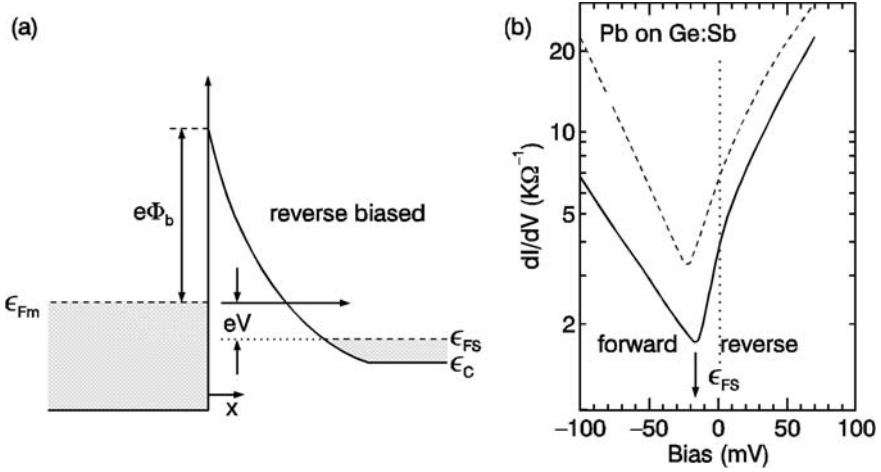 (a)
eΦb
reverse biased
ϵFm
eV
ϵFS
ϵC
x
(b)
Pb on Ge:Sb
20
10
5
2
dI/dV (KΩ⁻¹)
forward
reverse
ϵFS
−100
−50
0
50
100
Bias (mV)